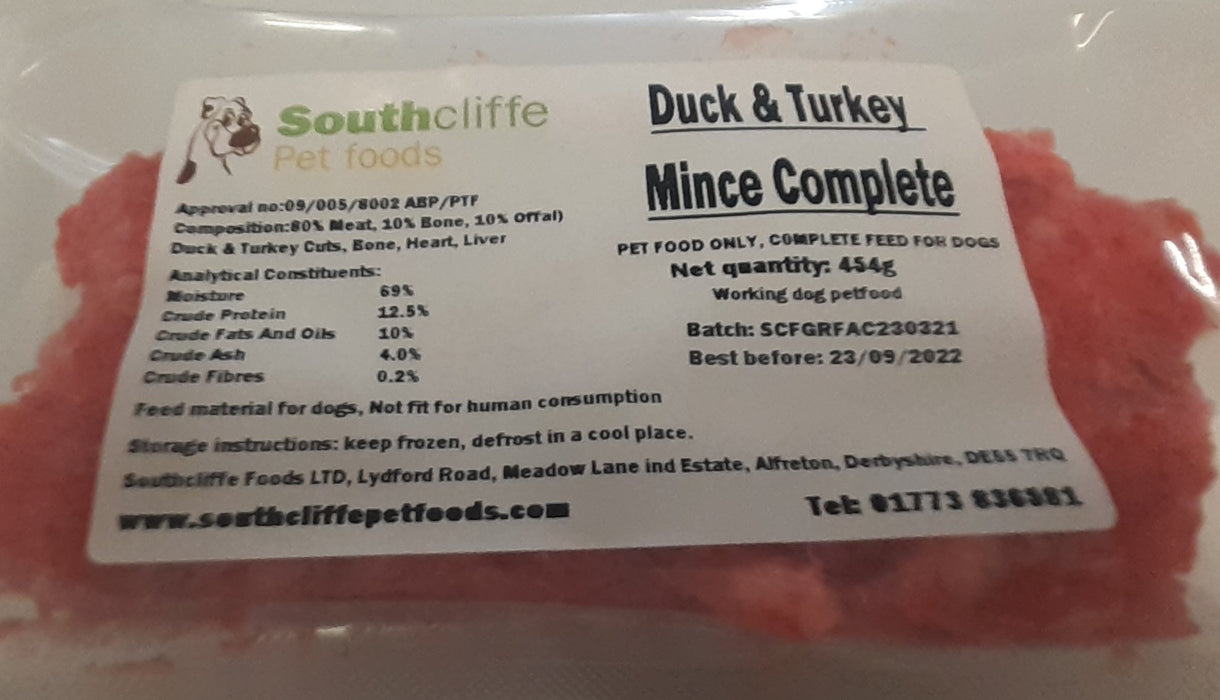 Southcliffe
Pet foods
Approval no:09/005/8002 ABP/PTF
Composition:80% Meat, 10% Bone, 10% Offal)
Duck & Turkey Cuts, Bone, Heart, Liver
Analytical Constituents:
Moisture 69%
Crude Protein 12.5%
Crude Fats And Oils 10%
Crude Ash 4.0%
Crude Fibres 0.2%
Duck & Turkey
Mince Complete
PET FOOD ONLY, COMPLETE FEED FOR DOGS
Net quantity: 454g
Working dog petfood
Batch: SCFGRFAC230321
Best before: 23/09/2022
Feed material for dogs, Not fit for human consumption
Storage instructions: keep frozen, defrost in a cool place.
Southcliffe Foods LTD, Lydford Road, Meadow Lane ind Estate, Alfreton, Derbyshire,
www.southcliffepetfoods.com
Tel: 01773